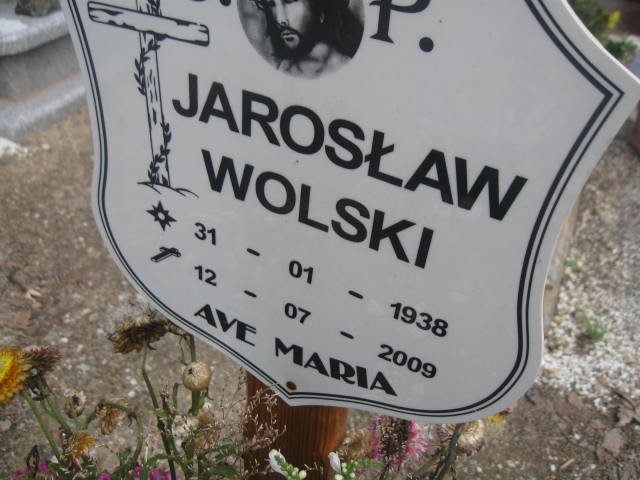 P.
JAROSŁAW
WOLSKI
31 - 01 - 1938
12 - 07 - 2009
AVE MARIA